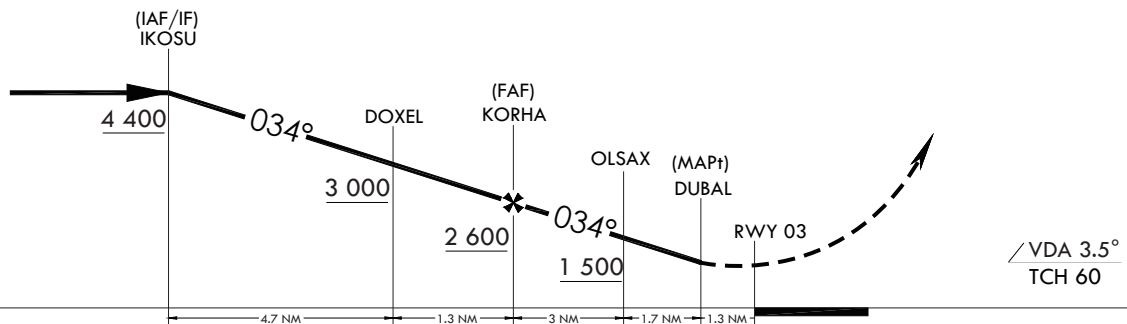 (IAF/IF)
IKOSU
4 400
034°
DOXEL
3 000
(FAF)
KORHA
2 600
034°
OLSAX
1 500
(MAPt)
DUBAL
RWY 03
VDA 3.5°
TCH 60
4.7 NM
1.3 NM
3 NM
1.7 NM
1.3 NM